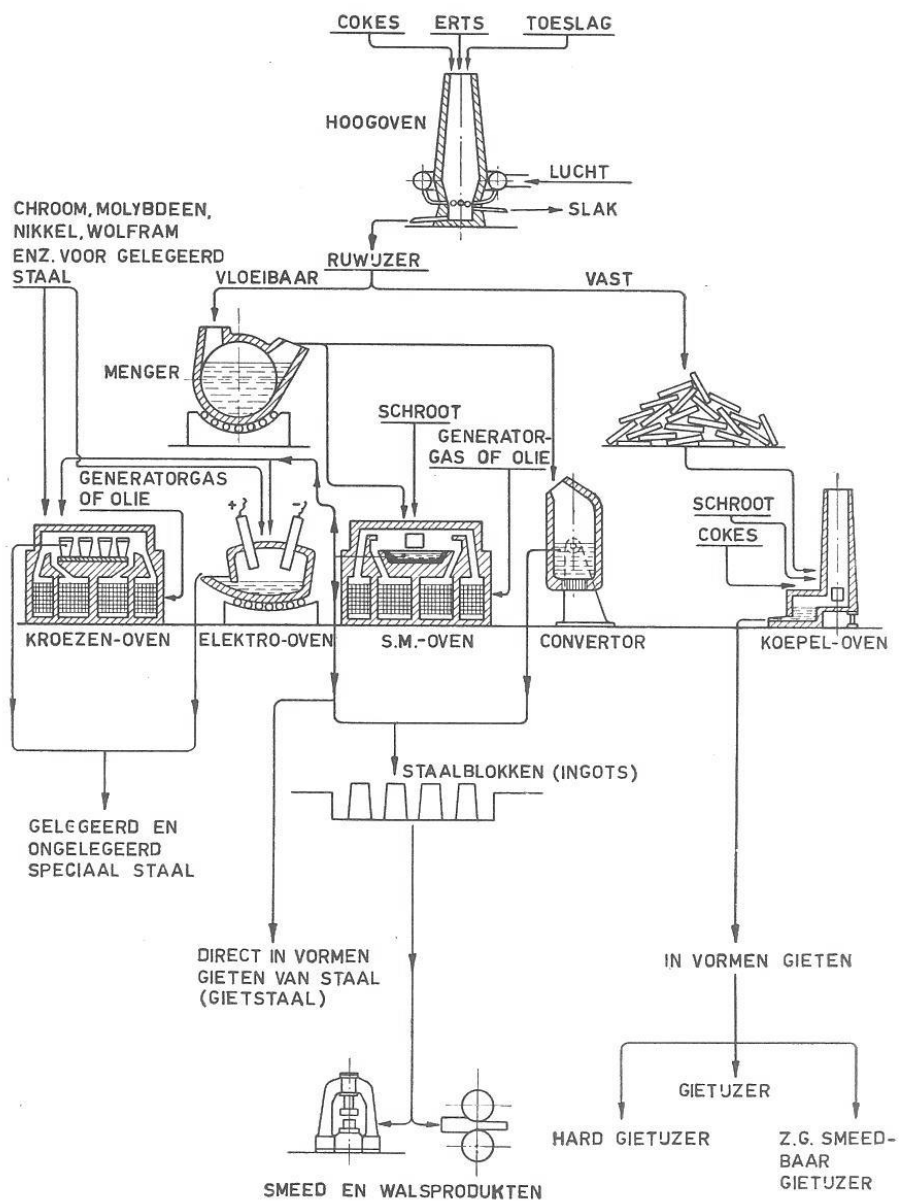 COKES ERTS TOESLAG
HOOGOVEN
LUCHT
SLAK
CHROOM, MOLYBDEEN,
NIKKEL, WOLFRAM
ENZ. VOOR GELEGEERD
STAAL
RUWIJZER
VLOEIBAAR
VAST
MENGER
SCHROOT
GENERATOR-
GAS OF OLIE
GENERATORGAS
OF OLIE
+ -
SCHROOT
COKES
KROEZEN-OVEN
ELEKTRO-OVEN
S.M.-OVEN
CONVERTOR
KOEPEL-OVEN
STAALBLOKKEN (INGOTS)
GELEGEERD EN
ONGELEGEERD
SPECIAAL STAAL
DIRECT IN VORMEN
GIETEN VAN STAAL
(GIETSTAAL)
IN VORMEN GIETEN
GIETIJZER
HARD GIETIJZER
Z.G. SMEED-
BAAR
GIETIJZER
SMEED EN WALSPRODUKTEN